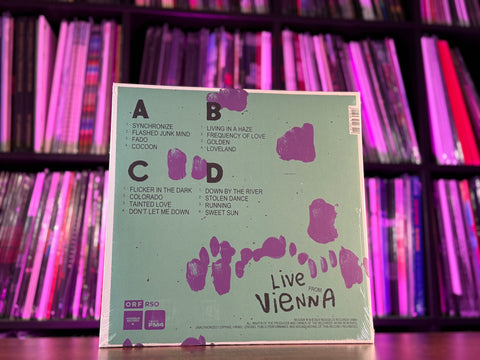 A
SYNCHRONIZE
FLASHED JUNK MIND
FADO
COCOON
B
LIVING IN A HAZE
FREQUENCY OF LOVE
GOLDEN
LOVELAND
C
FLICKER IN THE DARK
COLORADO
TAINTED LOVE
DON'T LET ME DOWN
D
DOWN BY THE RIVER
STOLEN DANCE
RUNNING
SWEET SUN
LIVE
FROM
VIENNA
ORF RSO
FM4